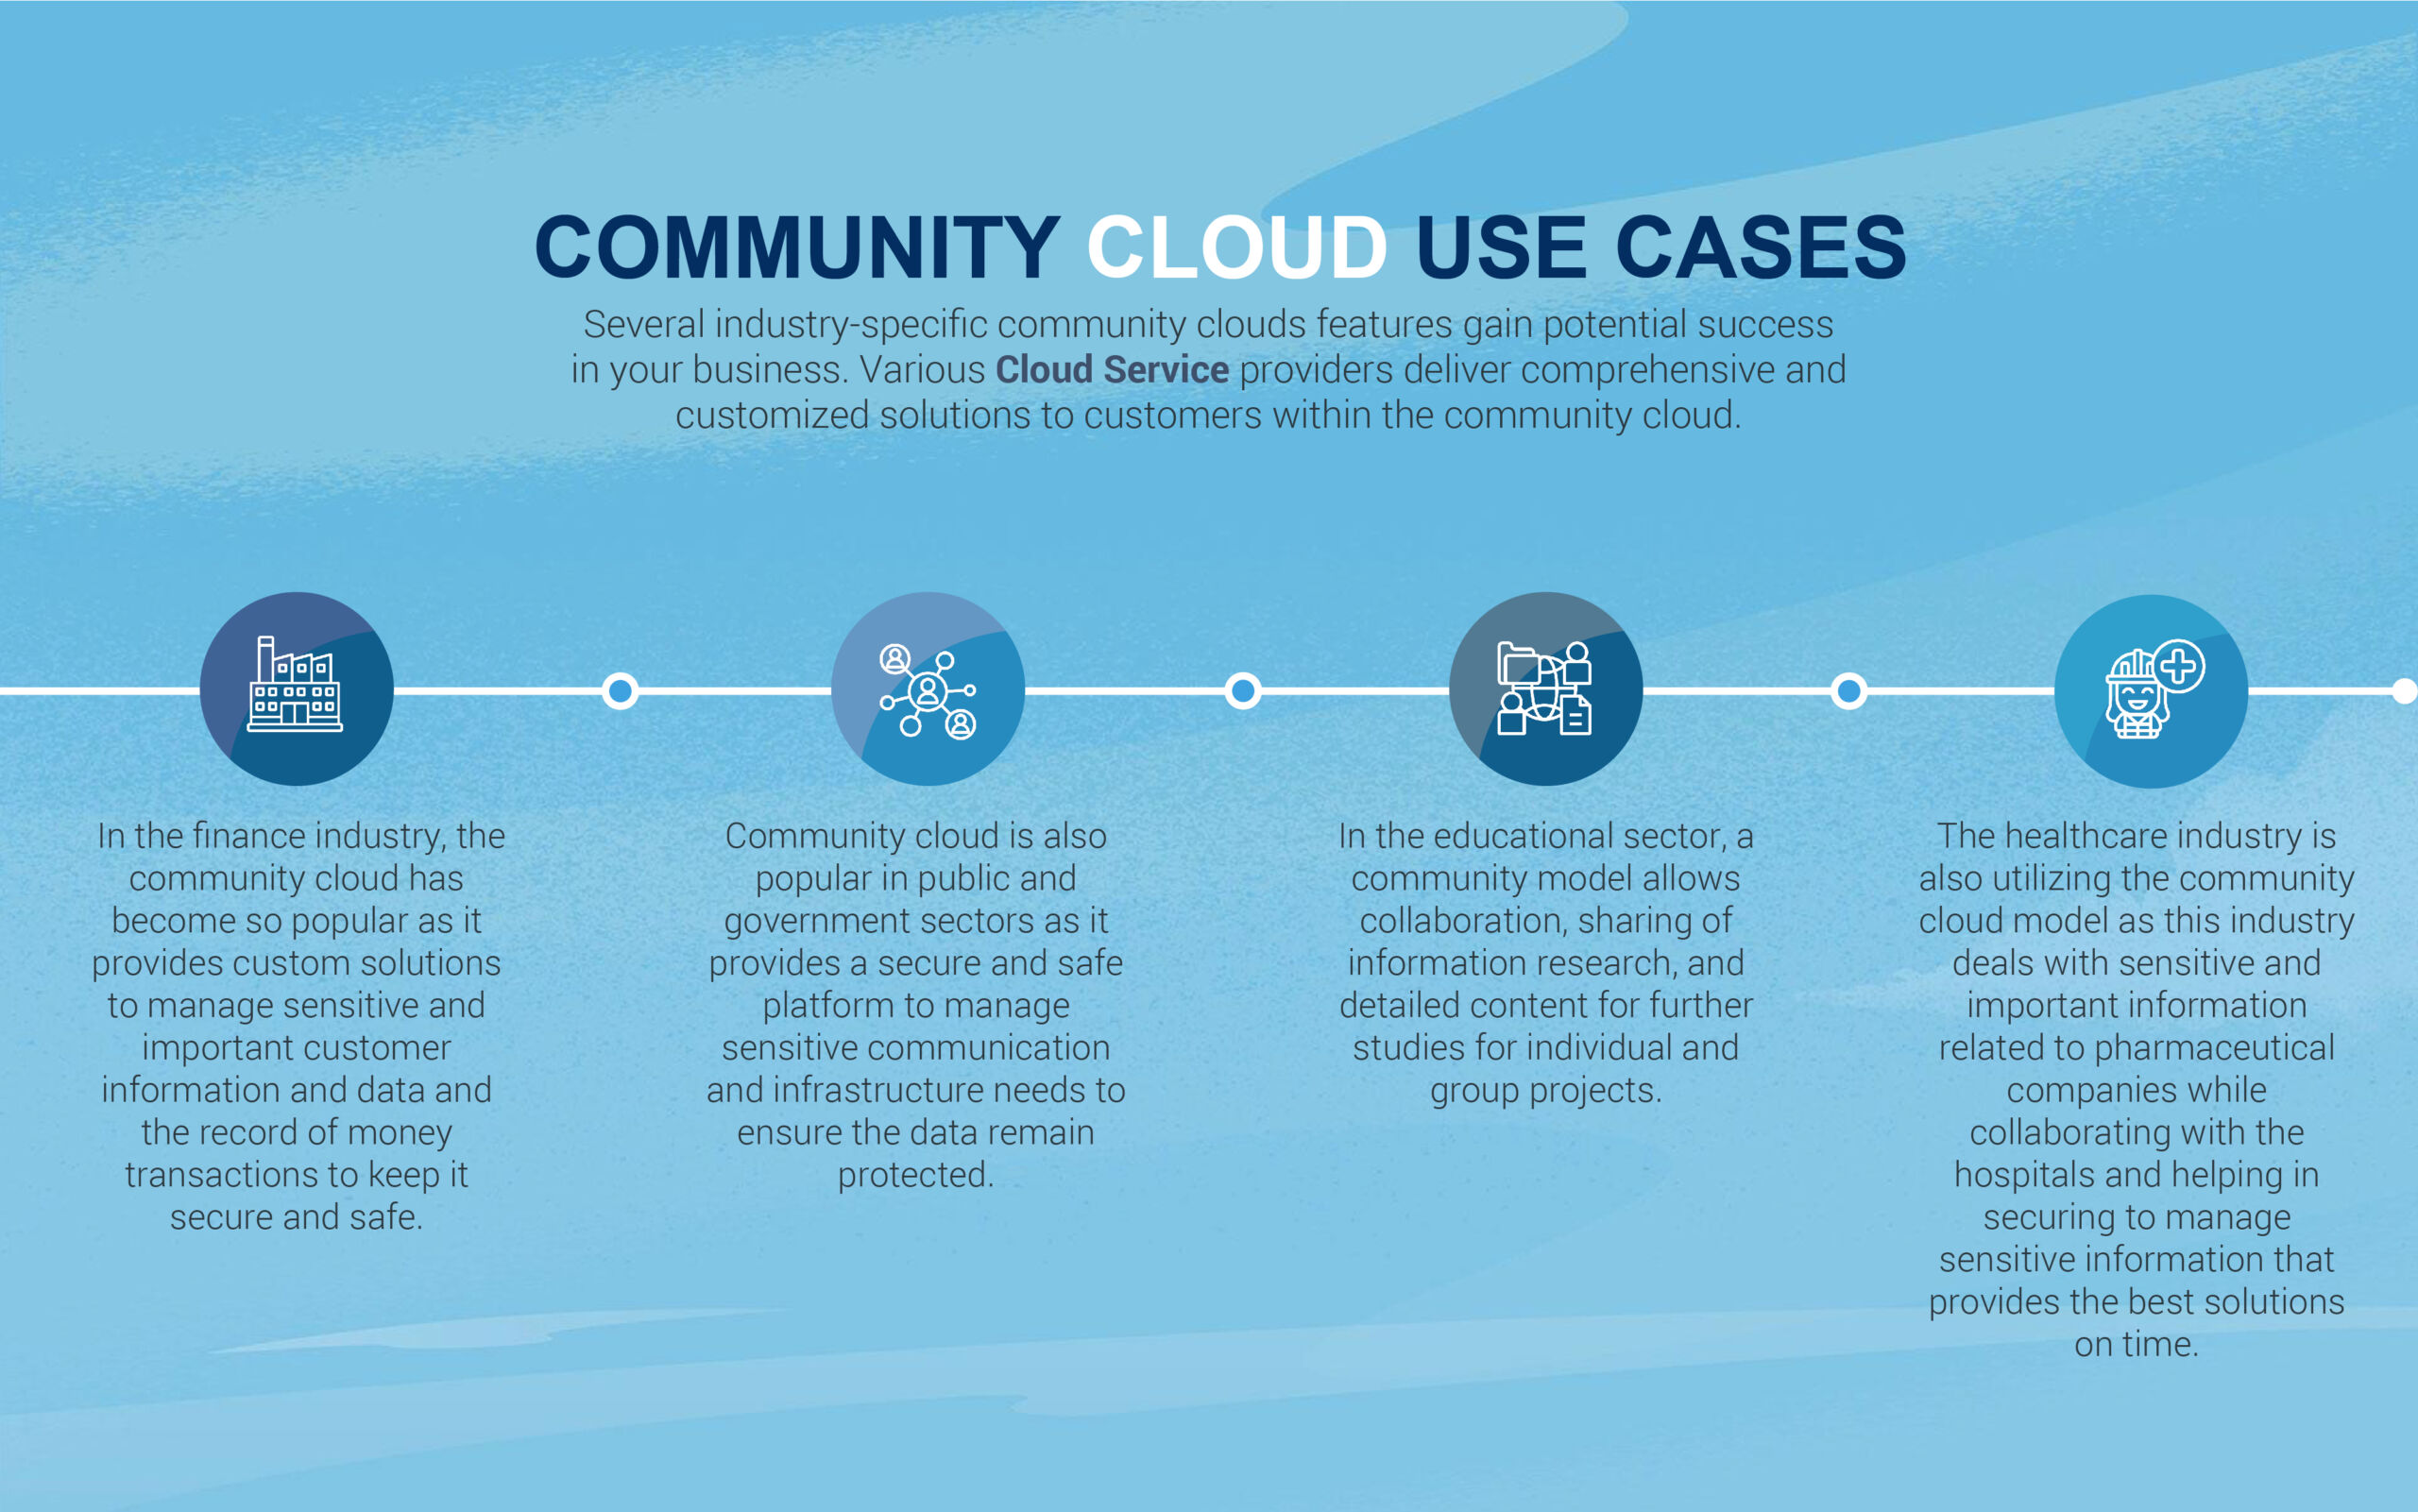 COMMUNITY CLOUD USE CASES
Several industry-specific community clouds features gain potential success
in your business. Various Cloud Service providers deliver comprehensive and
customized solutions to customers within the community cloud.
In the finance industry, the
community cloud has
become so popular as it
provides custom solutions
to manage sensitive and
important customer
information and data and
the record of money
transactions to keep it
secure and safe.
Community cloud is also
popular in public and
government sectors as it
provides a secure and safe
platform to manage
sensitive communication
and infrastructure needs to
ensure the data remain
protected.
In the educational sector, a
community model allows
collaboration, sharing of
information research, and
detailed content for further
studies for individual and
group projects.
The healthcare industry is
also utilizing the community
cloud model as this industry
deals with sensitive and
important information
related to pharmaceutical
companies while
collaborating with the
hospitals and helping in
securing to manage
sensitive information that
provides the best solutions
on time.